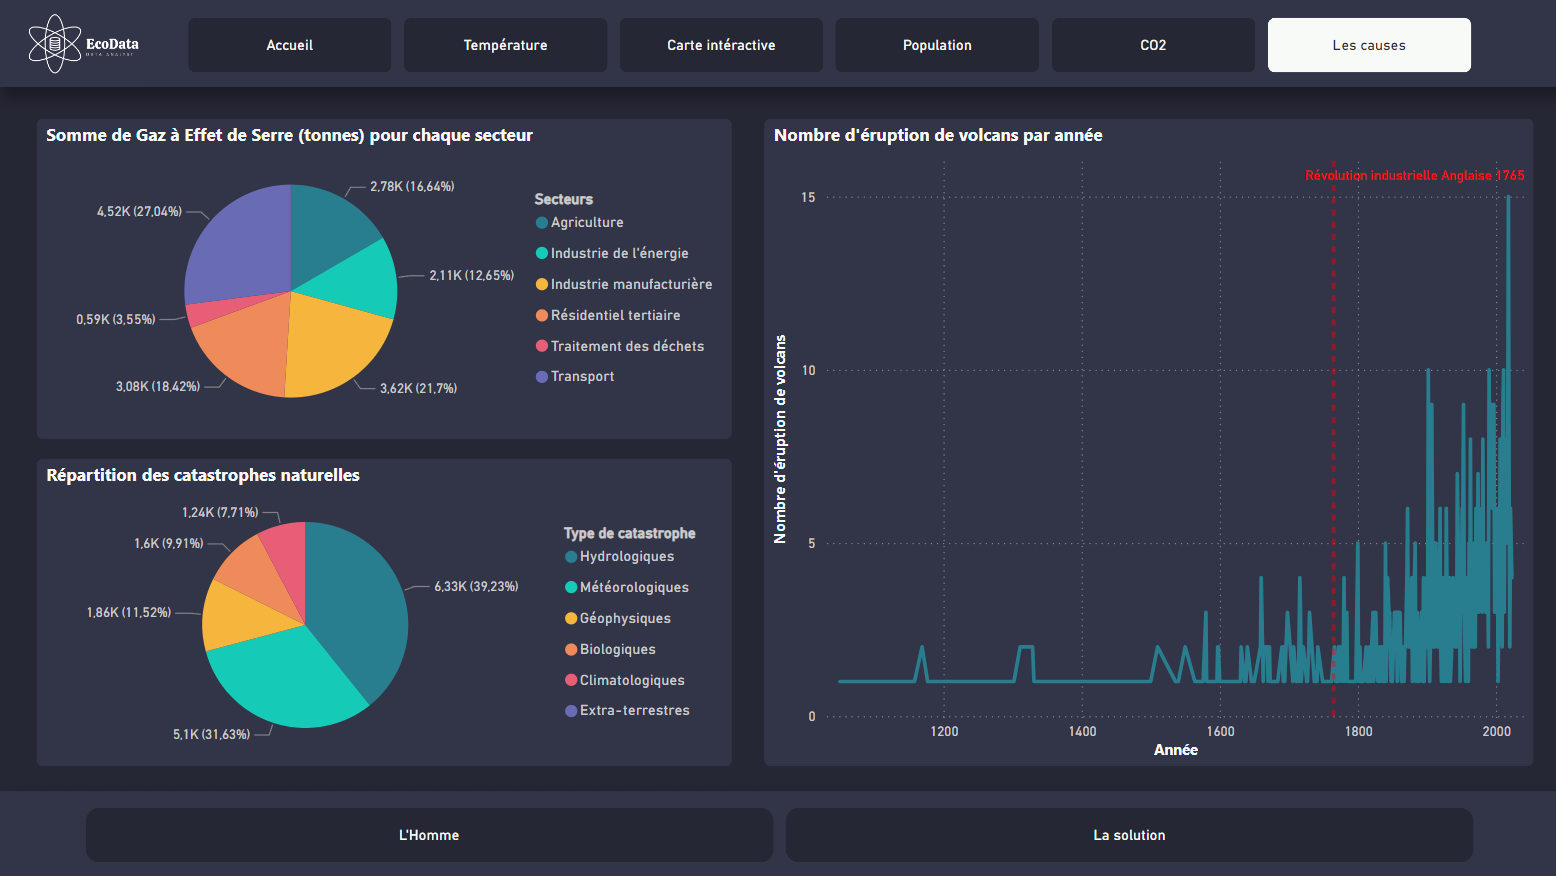 EcoData
DATA ANALYST
Accueil
Température
Carte intéractive
Population
CO2
Les causes
Somme de Gaz à Effet de Serre (tonnes) pour chaque secteur
2,78K (16,64%)
4,52K (27,04%)
2,11K (12,65%)
0,59K (3,55%)
3,08K (18,42%)
3,62K (21,7%)
Secteurs
Agriculture
Industrie de l'énergie
Industrie manufacturière
Résidentiel tertiaire
Traitement des déchets
Transport
Répartition des catastrophes naturelles
1,24K (7,71%)
1,6K (9,91%)
6,33K (39,23%)
1,86K (11,52%)
5,1K (31,63%)
Type de catastrophe
Hydrologiques
Météorologiques
Géophysiques
Biologiques
Climatologiques
Extra-terrestres
Nombre d'éruption de volcans par année
Révolution industrielle Anglaise 1765
15
10
5
0
Nombre d'éruption de volcans
1200
1400
1600
1800
2000
Année
L'Homme
La solution